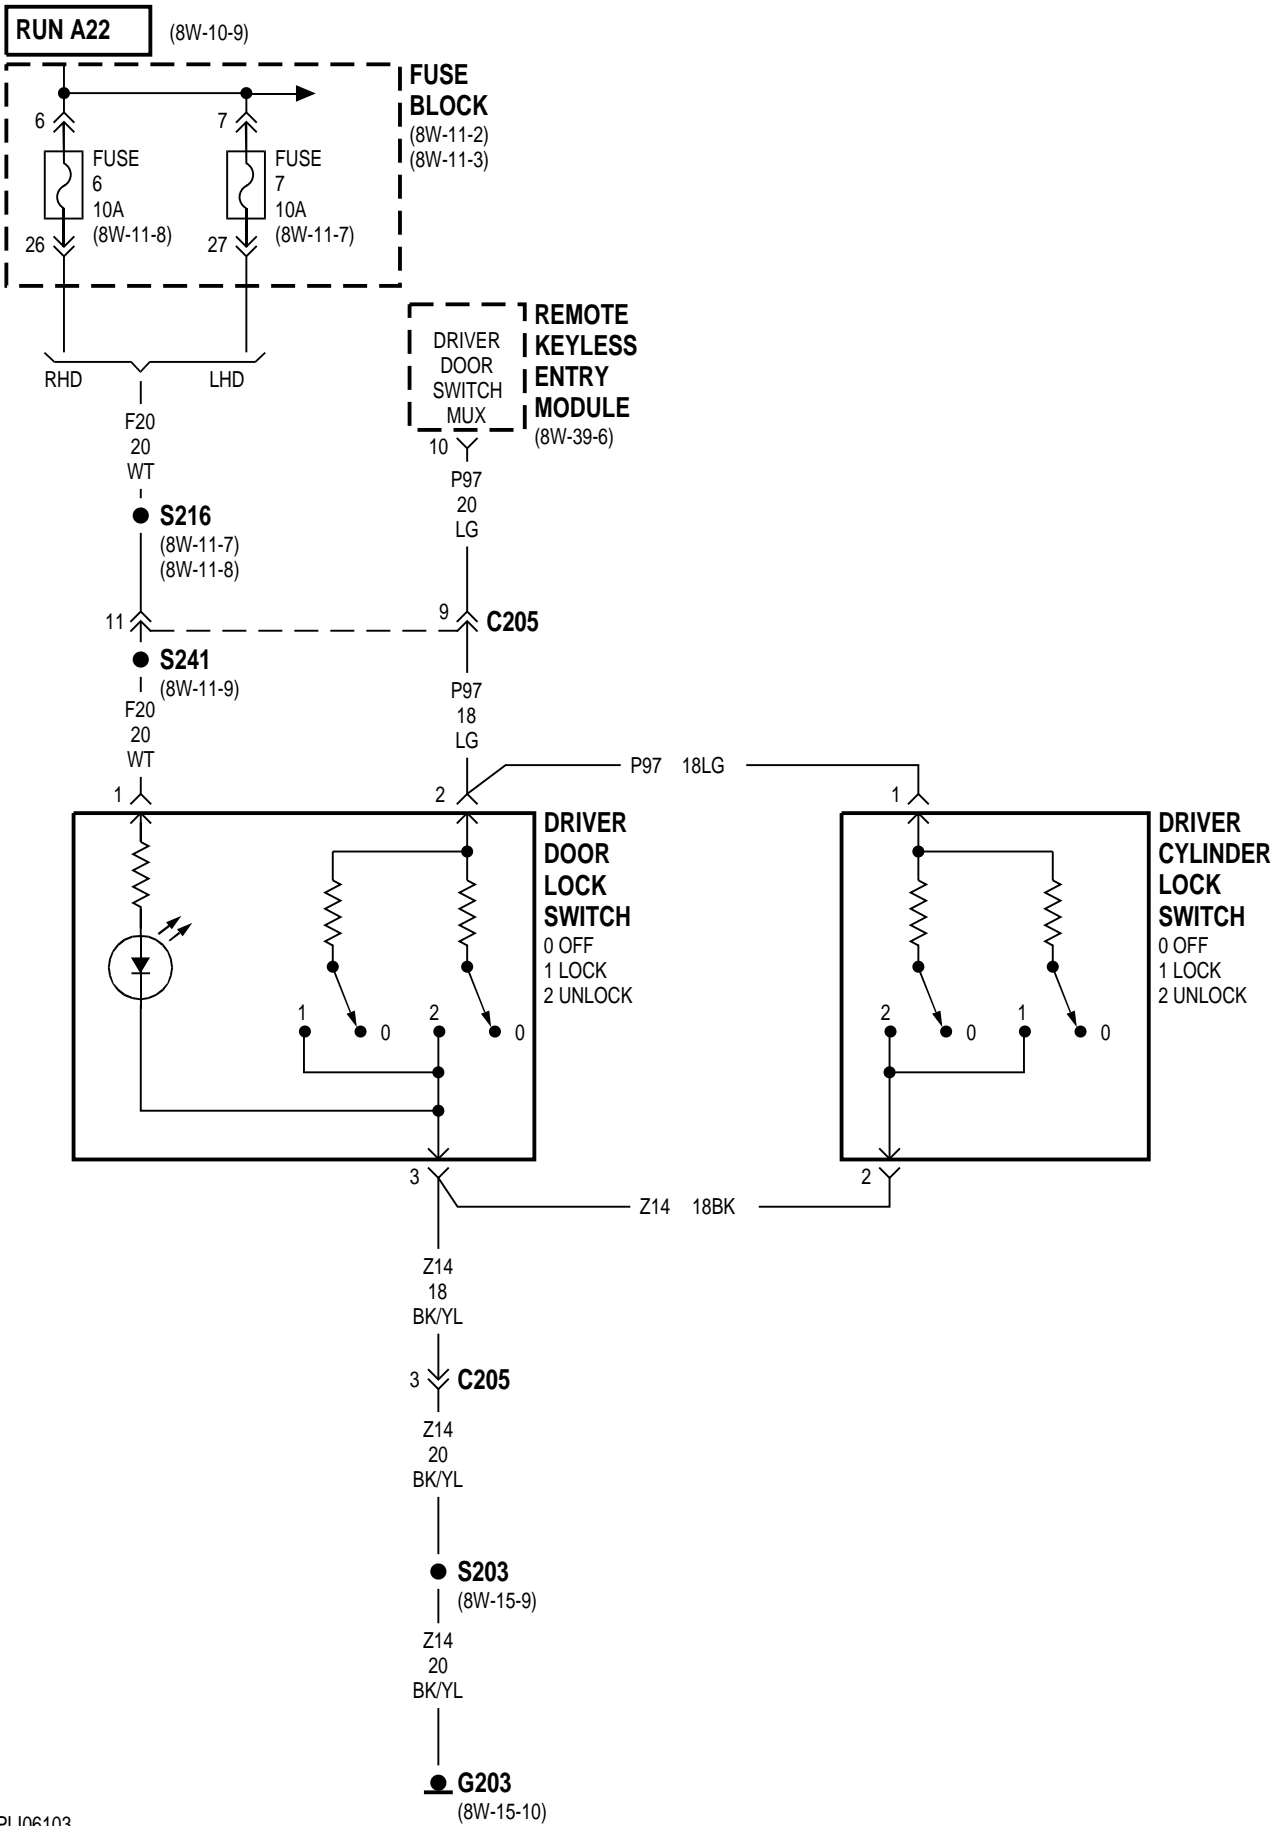 RUN A22 (8W-10-9)
FUSE
BLOCK
(8W-11-2)
(8W-11-3)
6
7
FUSE
6
10A
(8W-11-8)
FUSE
7
10A
(8W-11-7)
26
27
RHD
LHD
REMOTE
KEYLESS
ENTRY
MODULE
(8W-39-6)
DRIVER
DOOR
SWITCH
MUX
10
F20
20
WT
P97
20
LG
S216
(8W-11-7)
(8W-11-8)
11
9
C205
S241
(8W-11-9)
F20
20
WT
P97
18
LG
P97 18LG
1
2
1
DRIVER
DOOR
LOCK
SWITCH
0 OFF
1 LOCK
2 UNLOCK
DRIVER
CYLINDER
LOCK
SWITCH
0 OFF
1 LOCK
2 UNLOCK
1
0
2
0
2
0
1
0
3
2
Z14 18BK
Z14
18
BK/YL
3
C205
Z14
20
BK/YL
S203
(8W-15-9)
Z14
20
BK/YL
G203
(8W-15-10)